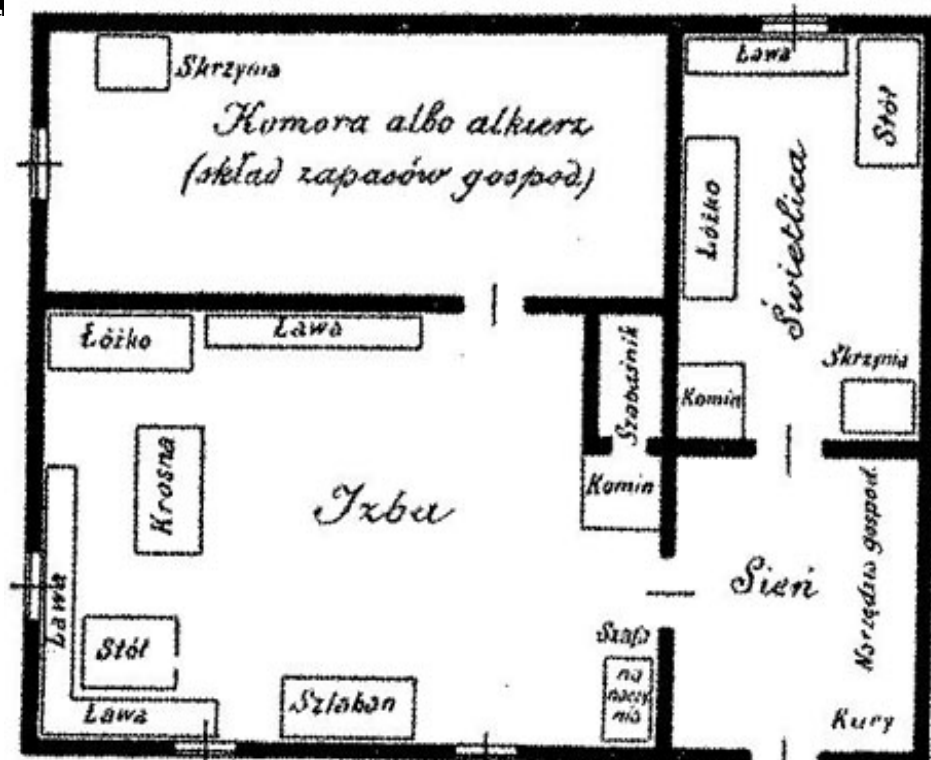 Skrzynia
Komora albo alkierz
(skład zapasów gospod.)
Ława
Stół
Łóżko
Świetlica
Skrzynia
Komin
Łóżko
Ława
Szabaśnik
Komin
Krosna
Izba
Ława
Stół
Ława
Szlaban
Szafa
na
naczy
nia
Sień
Narzędzia gospod.
Kury